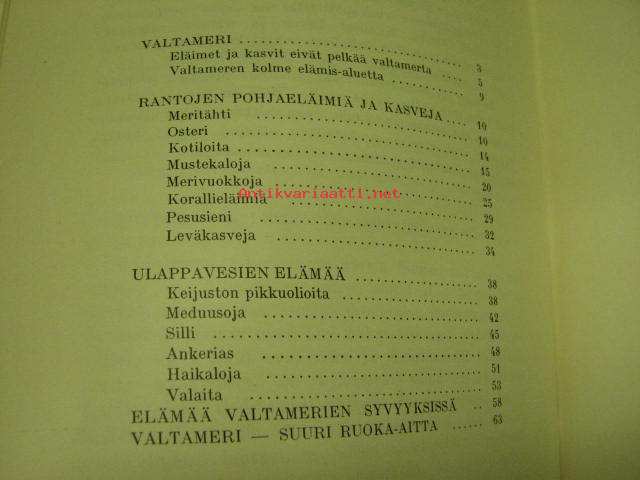 VALTAMERI .................. 3
Eläimet ja kasvit eivät pelkää valtamerta .... 5
Valtameren kolme elämis-aluetta ............ 9
RANTOJEN POHJAELÄIMIÄ JA KASVEJA ..... 10
Meritähti .................. 10
Osteri .................. 14
Kotiloita .................. 15
Mustekaloja .................. 20
Merivuokkoja .................. 25
Korallieläimiä .................. 29
Pesusieni .................. 32
Leväkasveja .................. 34
Antikvariaatti.net
ULAPPAVESIEN ELÄMÄÄ .................. 38
Keijuston pikkuolioita .................. 38
Meduusoja .................. 42
Silli .................. 45
Ankerias .................. 48
Haikaloja .................. 51
Valaita .................. 53
ELÄMÄÄ VALTAMERIEN SYVYYKSISSÄ .. 58
VALTAMERI — SUURI RUOKA-AITTA ...... 63